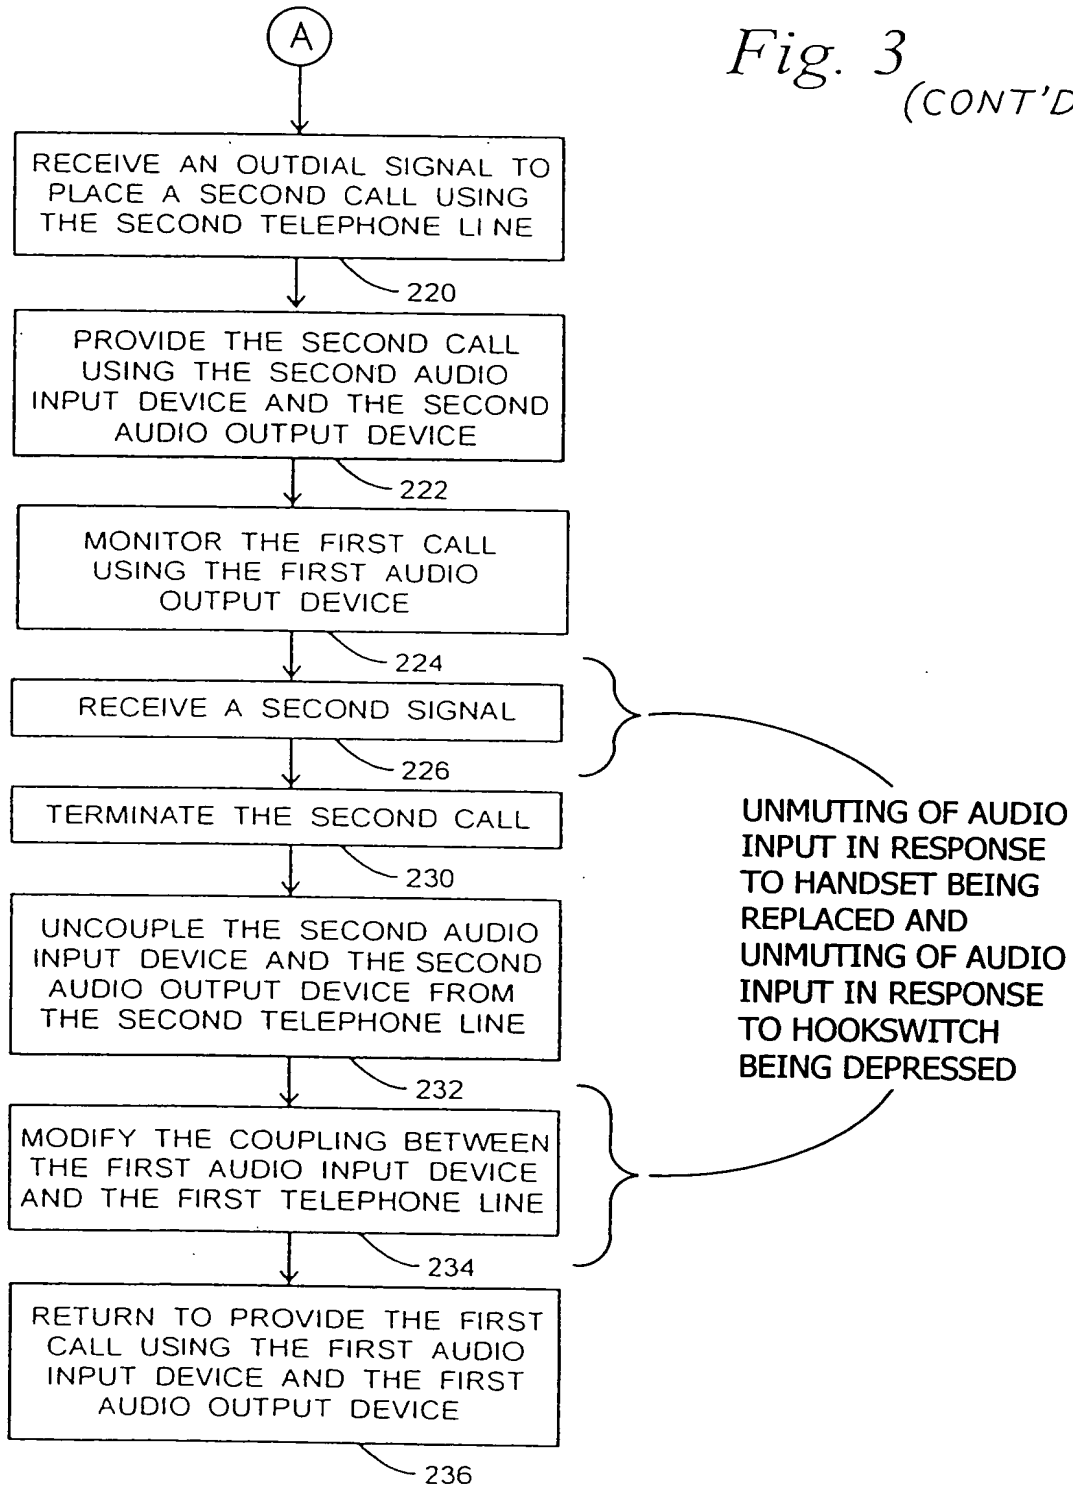 A
Fig. 3
(CONT'D
RECEIVE AN OUTDIAL SIGNAL TO
PLACE A SECOND CALL USING
THE SECOND TELEPHONE LINE
220
PROVIDE THE SECOND CALL
USING THE SECOND AUDIO
INPUT DEVICE AND THE SECOND
AUDIO OUTPUT DEVICE
222
MONITOR THE FIRST CALL
USING THE FIRST AUDIO
OUTPUT DEVICE
224
RECEIVE A SECOND SIGNAL
226
TERMINATE THE SECOND CALL
230
UNCOUPLE THE SECOND AUDIO
INPUT DEVICE AND THE SECOND
AUDIO OUTPUT DEVICE FROM
THE SECOND TELEPHONE LINE
232
MODIFY THE COUPLING BETWEEN
THE FIRST AUDIO INPUT DEVICE
AND THE FIRST TELEPHONE LINE
234
RETURN TO PROVIDE THE FIRST
CALL USING THE FIRST AUDIO
INPUT DEVICE AND THE FIRST
AUDIO OUTPUT DEVICE
236
UNMUTING OF AUDIO
INPUT IN RESPONSE
TO HANDSET BEING
REPLACED AND
UNMUTING OF AUDIO
INPUT IN RESPONSE
TO HOOKSWITCH
BEING DEPRESSED